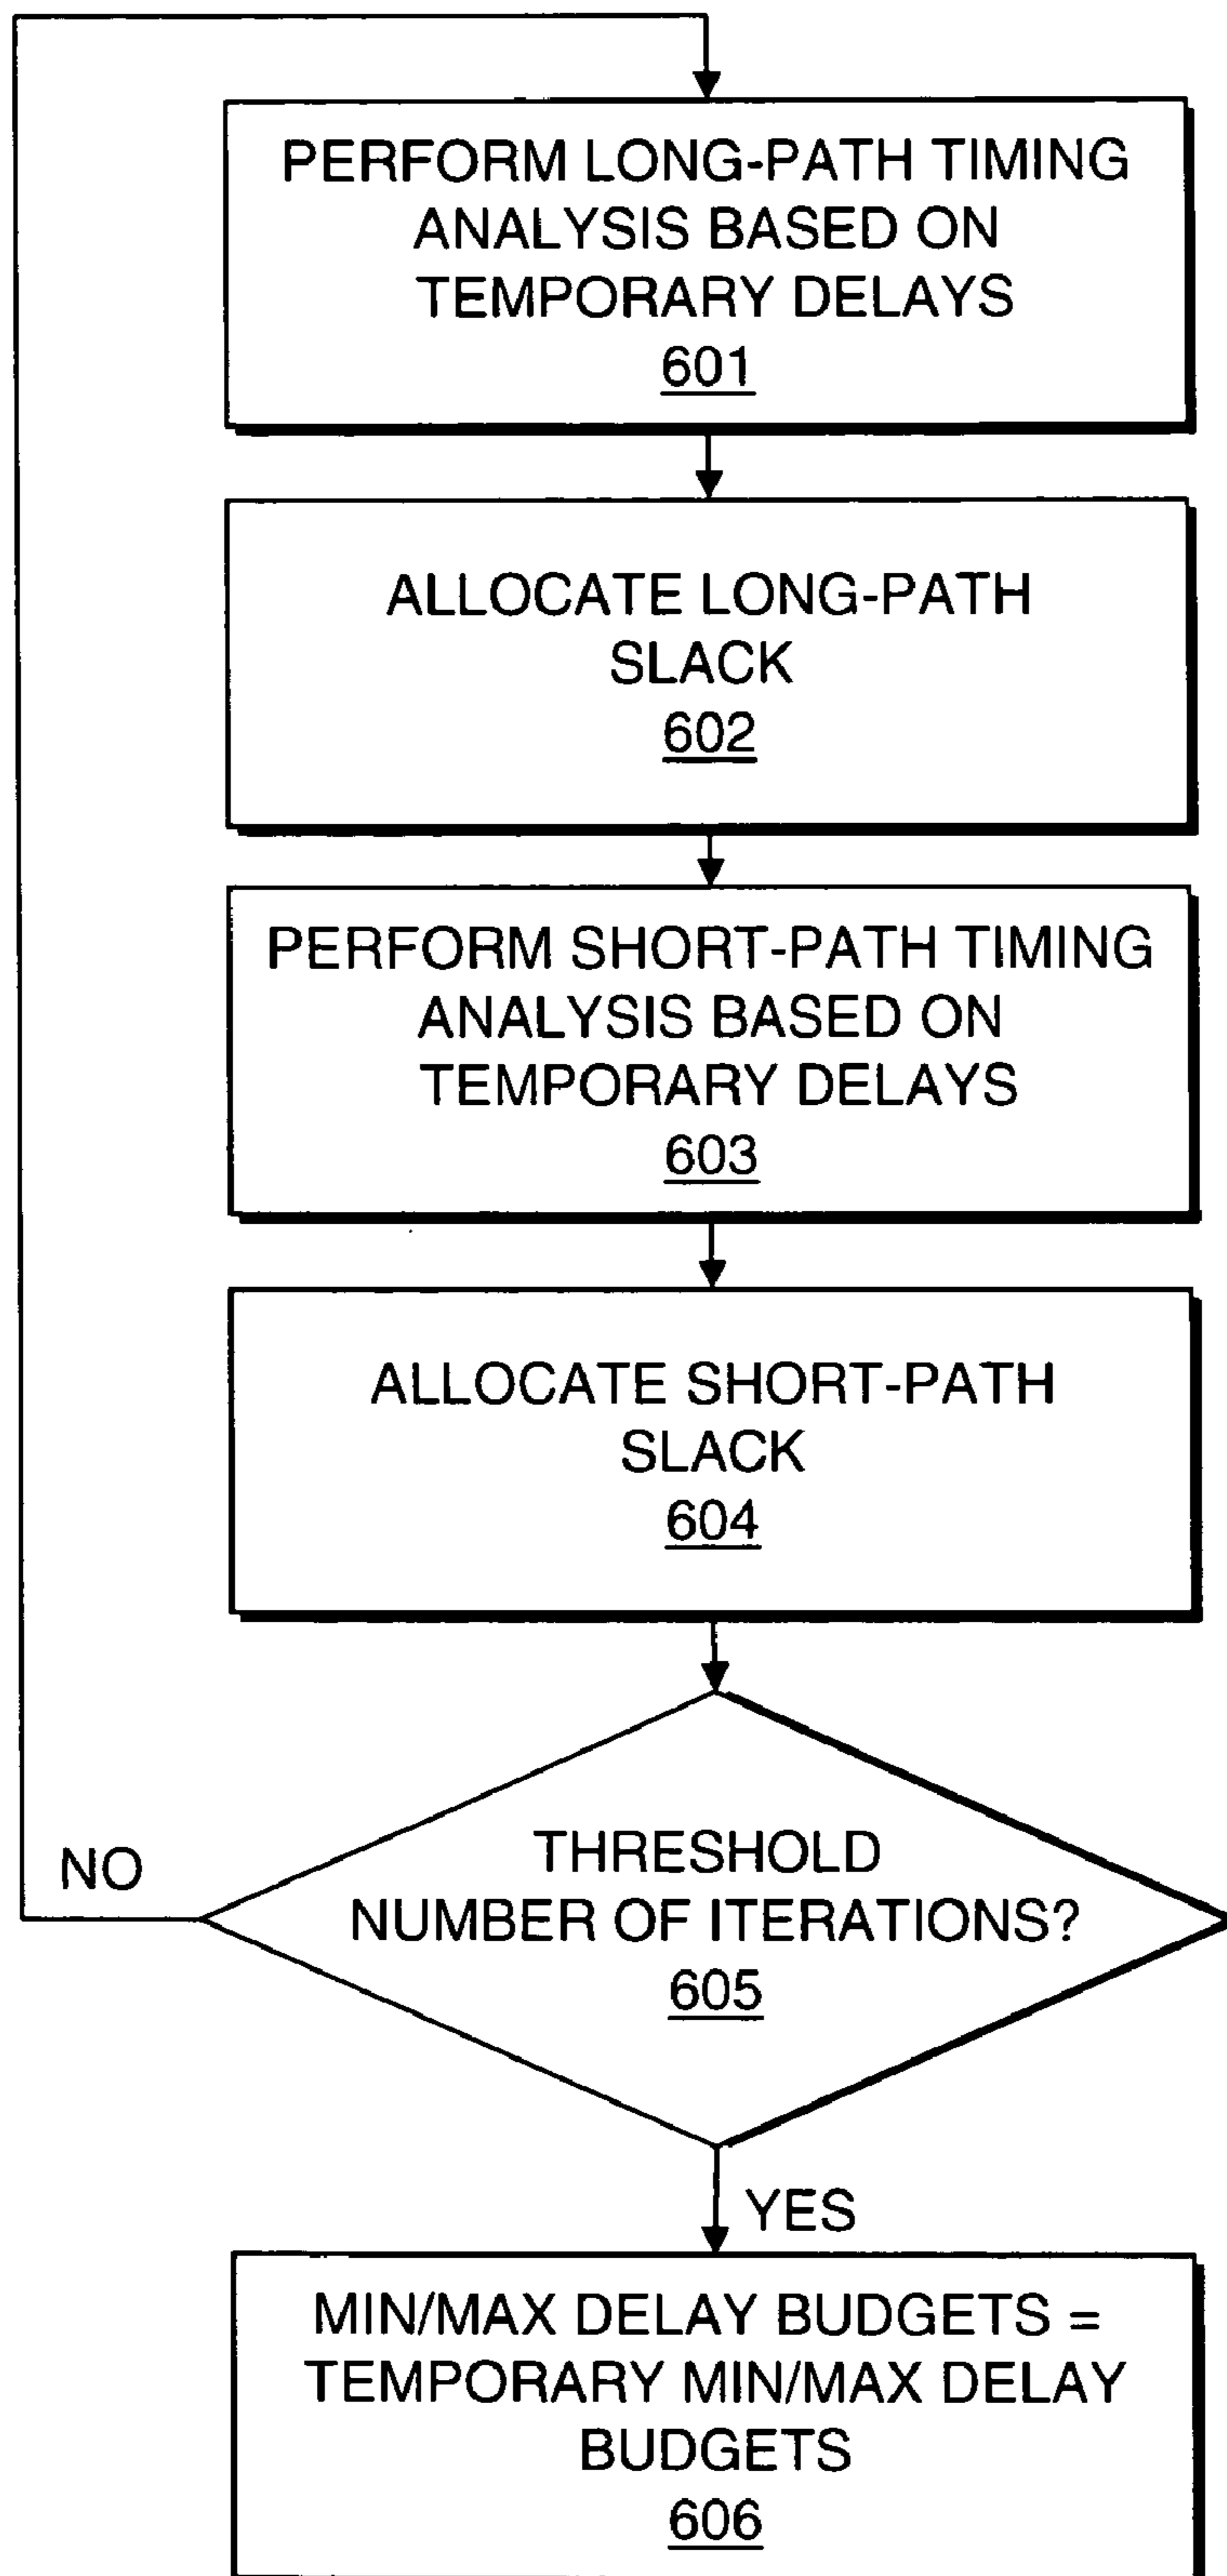 PERFORM LONG-PATH TIMING
ANALYSIS BASED ON
TEMPORARY DELAYS
601
ALLOCATE LONG-PATH
SLACK
602
PERFORM SHORT-PATH TIMING
ANALYSIS BASED ON
TEMPORARY DELAYS
603
ALLOCATE SHORT-PATH
SLACK
604
THRESHOLD
NUMBER OF ITERATIONS?
605
NO
YES
MIN/MAX DELAY BUDGETS =
TEMPORARY MIN/MAX DELAY
BUDGETS
606